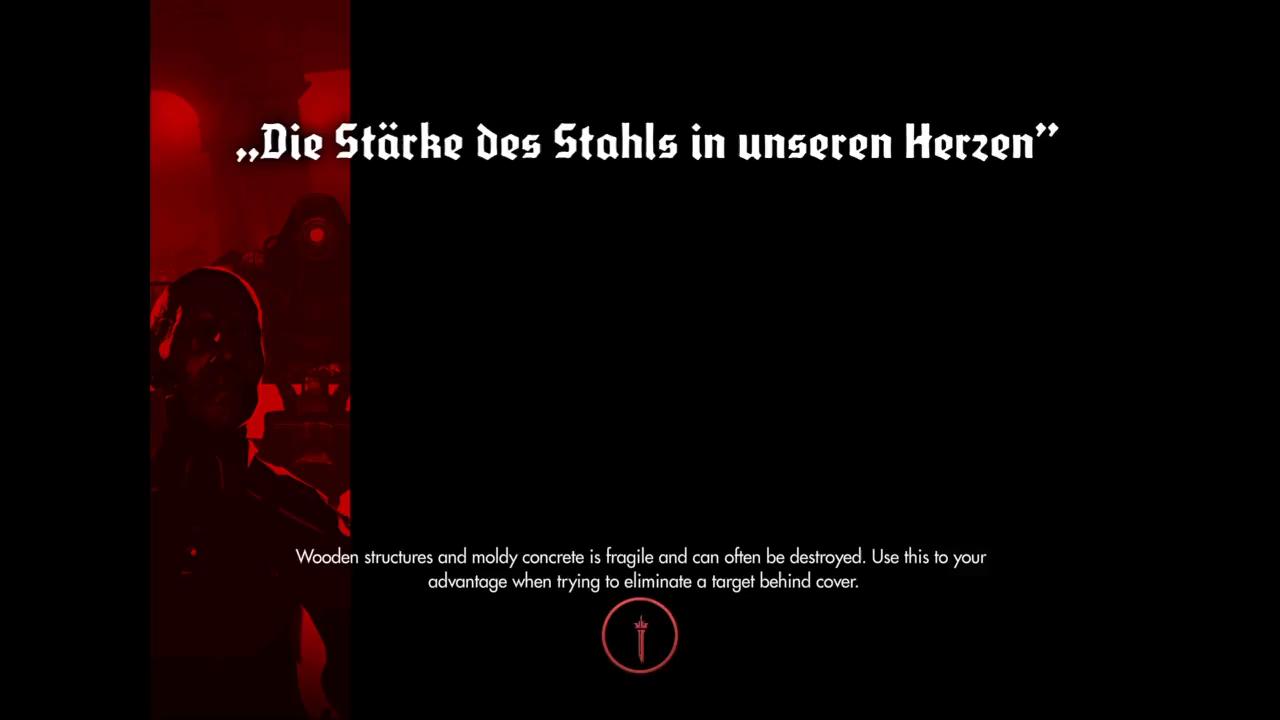 „Die Stärke des Stahls in unseren Herzen”
Wooden structures and moldy concrete is fragile and can often be destroyed. Use this to your
advantage when trying to eliminate a target behind cover.